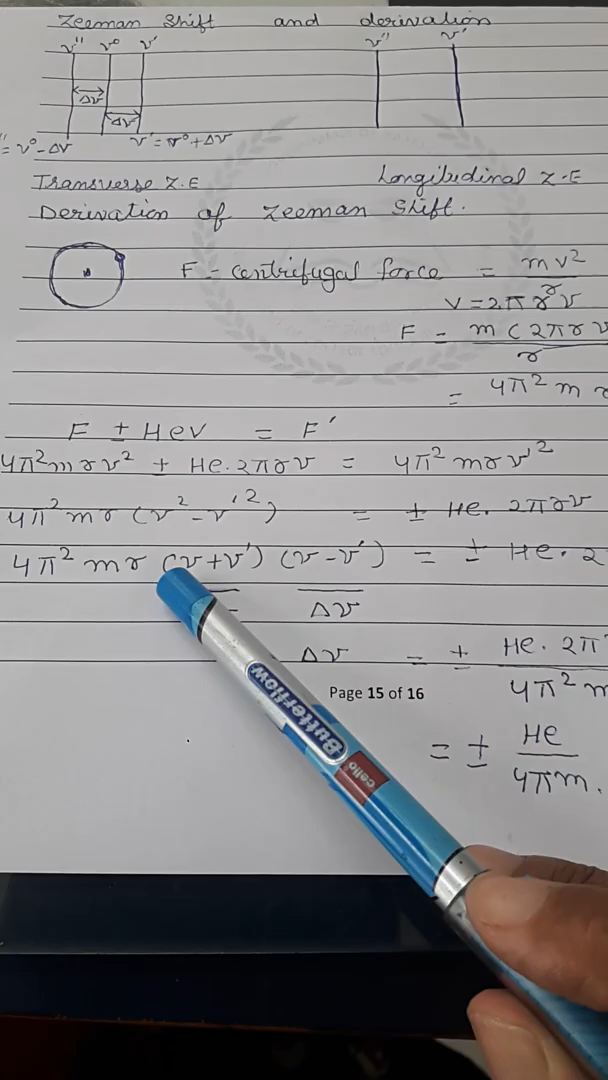 Zeeman Shift and derivation
ν'' ν° ν' ν'' ν'
Δν
Δν
'' = ν° - Δν ν' = ν° + Δν
Transverse Z.E Longitudinal Z.E
Derivation of Zeeman Shift.
F = centrifugal force = mv²/r
v = 2πrν
F = m(2πrν/r
= 4π²mr
F ± Hev = F'
4π²mrν² ± He.2πrν = 4π²mrν'²
4π²mr(ν² - ν'²) = ± He. 2πrν
4π²mr (ν+ν') (ν-ν') = ± He. 2
Δν
Δν = ± He. 2π/4π²m
Page 15 of 16
= ± He/4πm.
Butterflow
cello